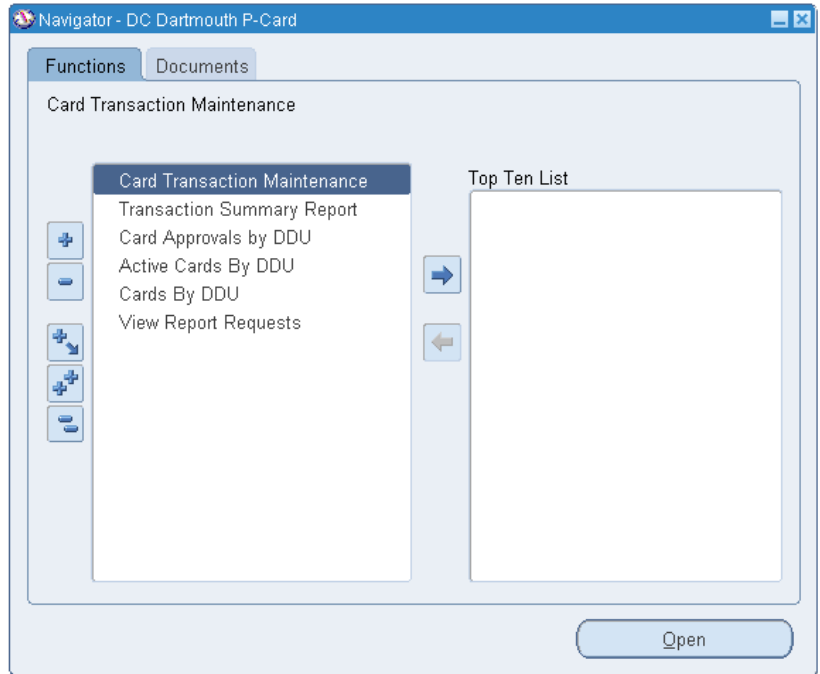 Navigator - DC Dartmouth P-Card
Functions Documents
Card Transaction Maintenance
Card Transaction Maintenance
Transaction Summary Report
Card Approvals by DDU
Active Cards By DDU
Cards By DDU
View Report Requests
Top Ten List
Open